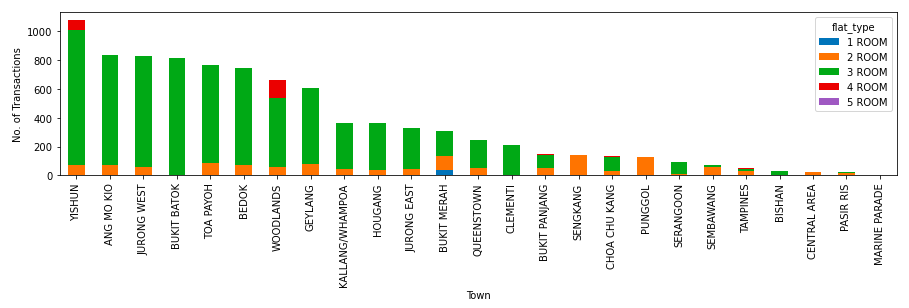 flat_type
1 ROOM
2 ROOM
3 ROOM
4 ROOM
5 ROOM
No. of Transactions
1000
800
600
400
200
0
YISHUN
ANG MO KIO
JURONG WEST
BUKIT BATOK
TOA PAYOH
BEDOK
WOODLANDS
GEYLANG
KALLANG/WHAMPOA
HOUGANG
JURONG EAST
BUKIT MERAH
QUEENSTOWN
CLEMENTI
BUKIT PANJANG
SENGKANG
CHOA CHU KANG
PUNGGOL
SERANGOON
SEMBAWANG
TAMPINES
BISHAN
CENTRAL AREA
PASIR RIS
MARINE PARADE
Town